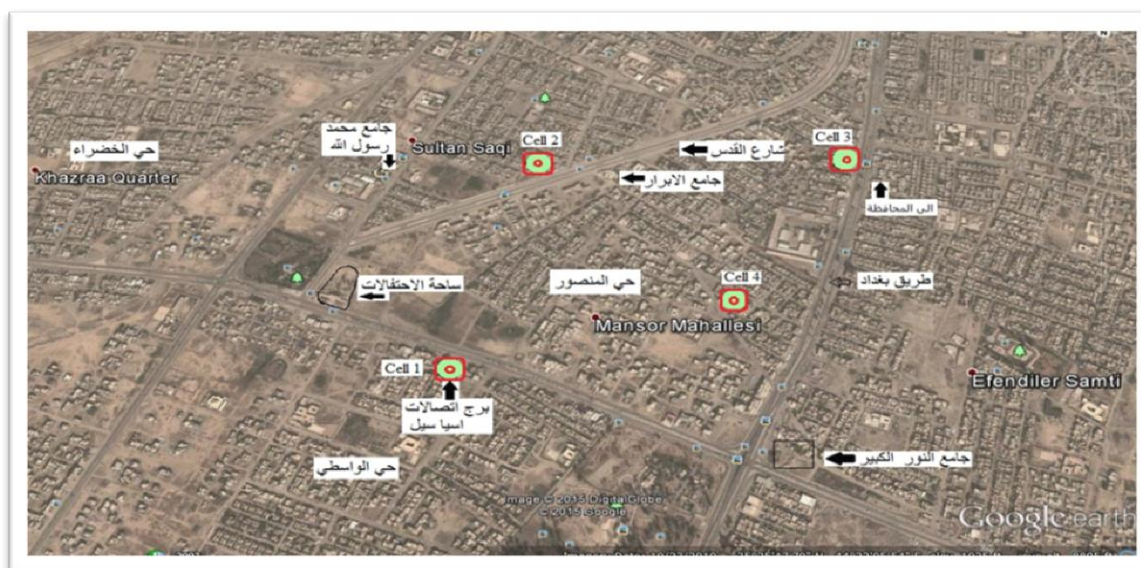 جامع محمد
رسول الله
Sultan Saqi
Cell 2
شارع القدس
Cell 3
حي الخضراء
Khazraa Quarter
جامع الابرار
الى المحافظة
ساحة الاحتفالات
حي المنصور
Cell 4
طريق بغداد
Mansor Mahallesi
Cell 1
Efendiler Samti
برج اتصالات
اسيا سيل
حي الواسطي
جامع النور الكبير
Image © 2015 DigitalGlobe
© 2015 Google
Google earth